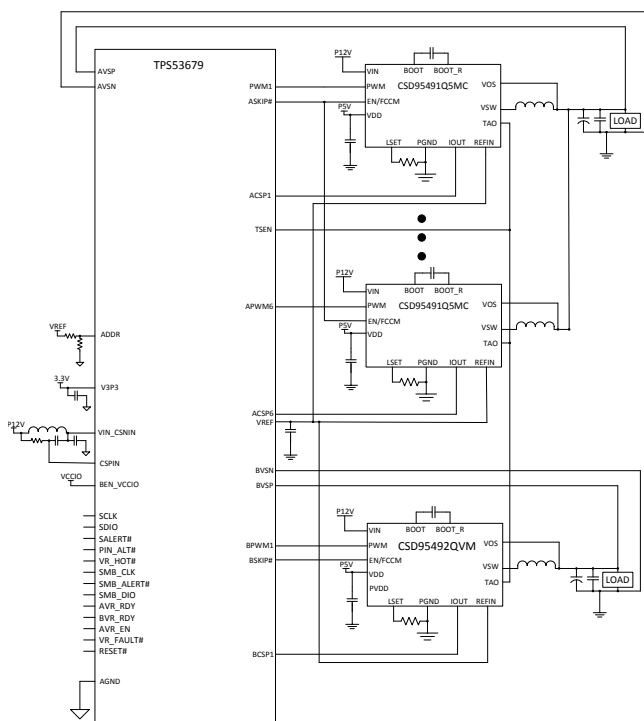 TPS53679
AVSP
AVSN
PWM1
ASKIP#
ACSP1
TSEN
APWM6
ADDR
VREF
3.3V
V3P3
P12V
VIN_CSNIN
CSPIN
VCCIO
BEN_VCCIO
ACSP6
VREF
BVSN
BVSP
BPWM1
BSKIP#
BCSP1
SCLK
SDIO
SALERT#
PIN_ALT#
VR_HOT#
SMB_CLK
SMB_ALERT#
SMB_DIO
AVR_RDY
BVR_RDY
AVR_EN
VR_FAULT#
RESET#
AGND
P12V
P5V
VIN
BOOT BOOT_R
CSD95491Q5MC
PWM
EN/FCCM
VDD
VOS
VSW
TAO
LSET PGND IOUT REFIN
LOAD
P12V
P5V
VIN
BOOT BOOT_R
CSD95491Q5MC
PWM
EN/FCCM
VDD
VOS
VSW
TAO
LSET PGND IOUT REFIN
P12V
P5V
VIN
BOOT BOOT_R
CSD95492QVM
PWM
EN/FCCM
VDD
PVDD
VOS
VSW
TAO
LSET PGND IOUT REFIN
LOAD